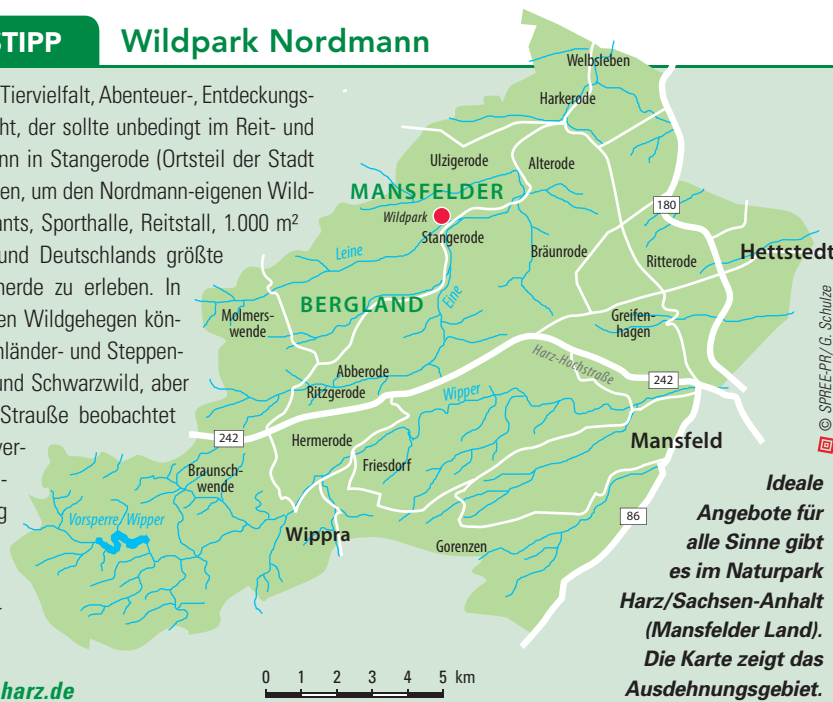 STIPP
Wildpark Nordmann
Tiervielfalt, Abenteuer-, Entdeckungs-
ht, der sollte unbedingt im Reit- und
nn in Stangerode (Ortsteil der Stadt
en, um den Nordmann-eigenen Wild-
ants, Sporthalle, Reitstall, 1.000 m²
und Deutschlands größte
herde zu erleben. In
en Wildgehegen kön-
nländer- und Steppen-
und Schwarzwild, aber
Strauße beobachtet
ver-
-
g
harz.de
Welbsleben
Harkerode
Ulzigerode
Alterode
MANSFELDER
Wildpark
Stangerode
180
Leine
Bräunrode
Ritterode
Hettstedt
BERGLAND
Eine
Molmers-
wende
Greifen-
hagen
Harz-Hochstraße
Abberode
Ritzgerode
Wipper
242
242
Hermerode
Mansfeld
Braunsch-
wende
Friesdorf
Vorsperre/Wipper
Wippra
86
Gorenzen
0 1 2 3 4 5 km
© SPREE-PR/G. Schulze
Ideale
Angebote für
alle Sinne gibt
es im Naturpark
Harz/Sachsen-Anhalt
(Mansfelder Land).
Die Karte zeigt das
Ausdehnungsgebiet.